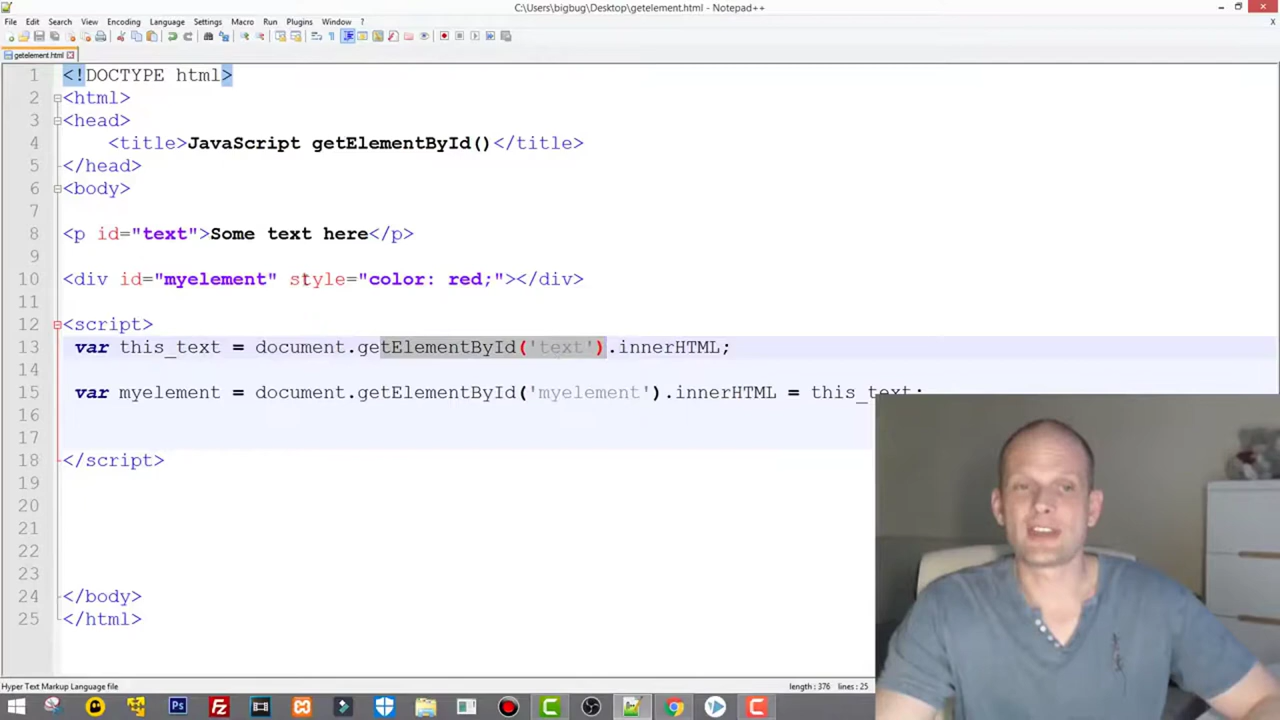 C:\Users\bigbug\Desktop\getelement.html - Notepad++
File Edit Search View Encoding Language Settings Macro Run Plugins Window ?
X
getelement.html
1 <!DOCTYPE html>
2 <html>
3 <head>
4 <title>JavaScript getElementById()</title>
5 </head>
6 <body>
7
8 <p id="text">Some text here</p>
9
10 <div id="myelement" style="color: red;"></div>
11
12 <script>
13 var this_text = document.getElementById('text').innerHTML;
14
15 var myelement = document.getElementById('myelement').innerHTML = this_text;
16
17
18 </script>
19
20
21
22
23
24 </body>
25 </html>
Hyper Text Markup Language file
length : 376 lines : 25